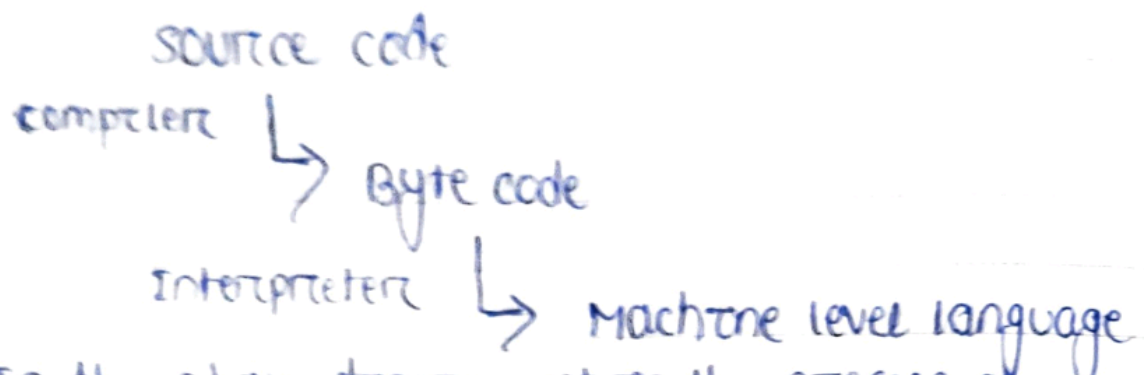 source code
compiler
Byte code
Interpreter
Machine level language